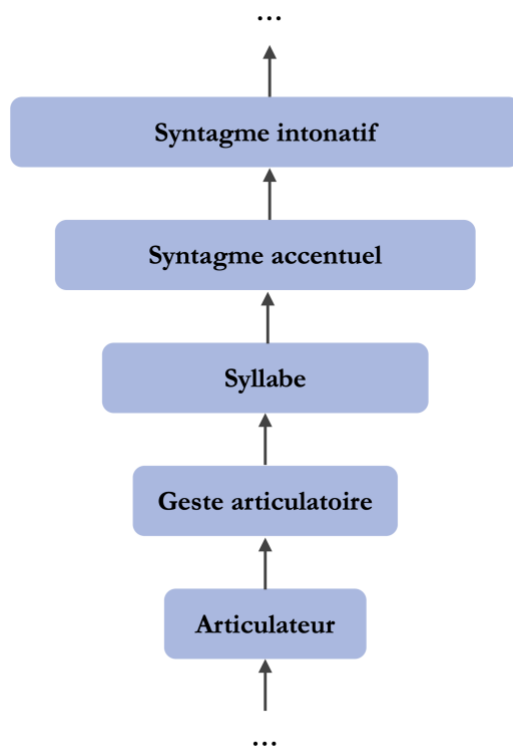 ...
Syntagme intonatif
Syntagme accentuel
Syllabe
Geste articulatoire
Articulateur
...